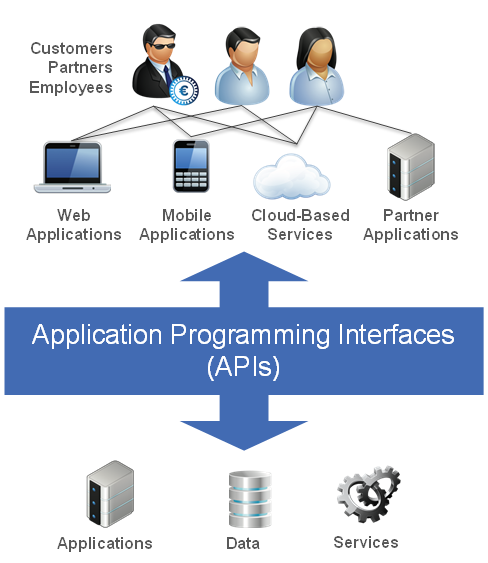 Customers
Partners
Employees
€
Web
Applications
Mobile
Applications
Cloud-Based
Services
Partner
Applications
Application Programming Interfaces
(APIs)
Applications
Data
Services